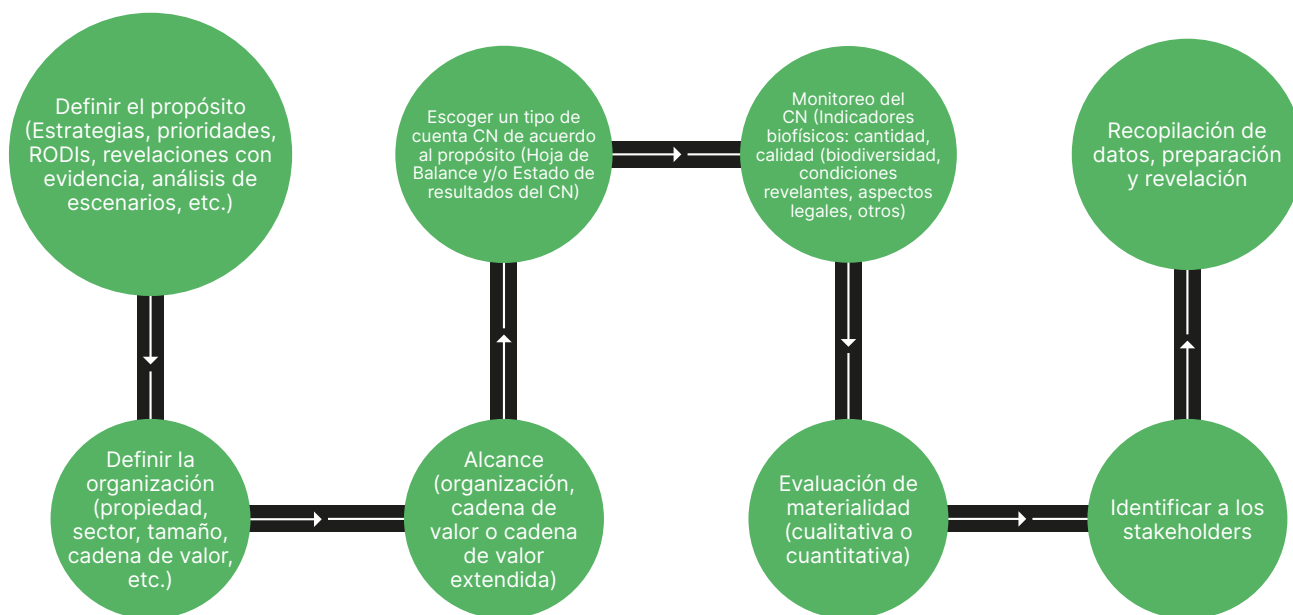 Definir el propósito
(Estrategias, prioridades,
RODIs, revelaciones con
evidencia, análisis de
escenarios, etc.)
Definir la
organización
(propiedad,
sector, tamaño,
cadena de valor,
etc.)
Alcance
(organización,
cadena de
valor o cadena
de valor
extendida)
Escoger un tipo de
cuenta CN de acuerdo
al propósito (Hoja de
Balance y/o Estado de
resultados del CN)
Monitoreo del
CN (Indicadores
biofísicos: cantidad,
calidad (biodiversidad,
condiciones
revelantes, aspectos
legales, otros)
Evaluación de
materialidad
(cualitativa o
cuantitativa)
Identificar a los
stakeholders
Recopilación de
datos, preparación
y revelación